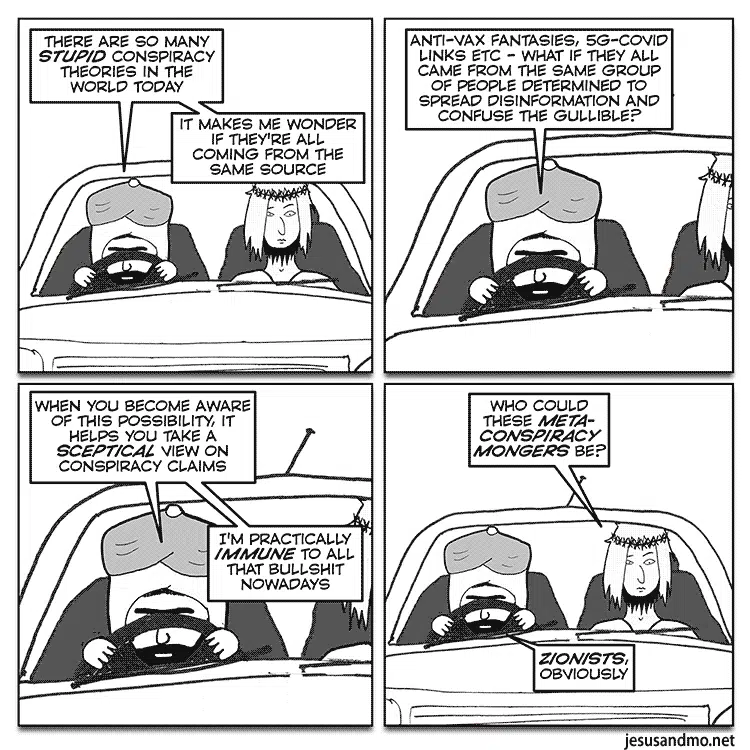 THERE ARE SO MANY
STUPID CONSPIRACY
THEORIES IN THE
WORLD TODAY
IT MAKES ME WONDER
IF THEY'RE ALL
COMING FROM THE
SAME SOURCE
ANTI-VAX FANTASIES, 5G-COVID
LINKS ETC - WHAT IF THEY ALL
CAME FROM THE SAME GROUP
OF PEOPLE DETERMINED TO
SPREAD DISINFORMATION AND
CONFUSE THE GULLIBLE?
WHEN YOU BECOME AWARE
OF THIS POSSIBILITY, IT
HELPS YOU TAKE A
SCEPTICAL VIEW ON
CONSPIRACY CLAIMS
I'M PRACTICALLY
IMMUNE TO ALL
THAT BULLSHIT
NOWADAYS
WHO COULD
THESE META-
CONSPIRACY
MONGERS BE?
ZIONISTS,
OBVIOUSLY
jesusandmo.net